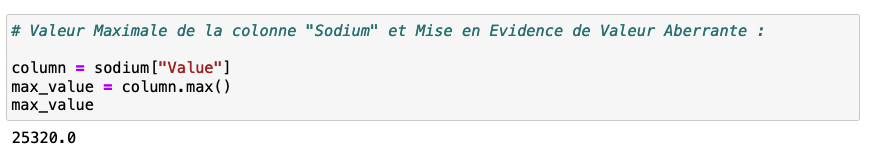 # Valeur Maximale de la colonne "Sodium" et Mise en Evidence de Valeur Aberrante :
column = sodium["Value"]
max_value = column.max()
max_value
25320.0